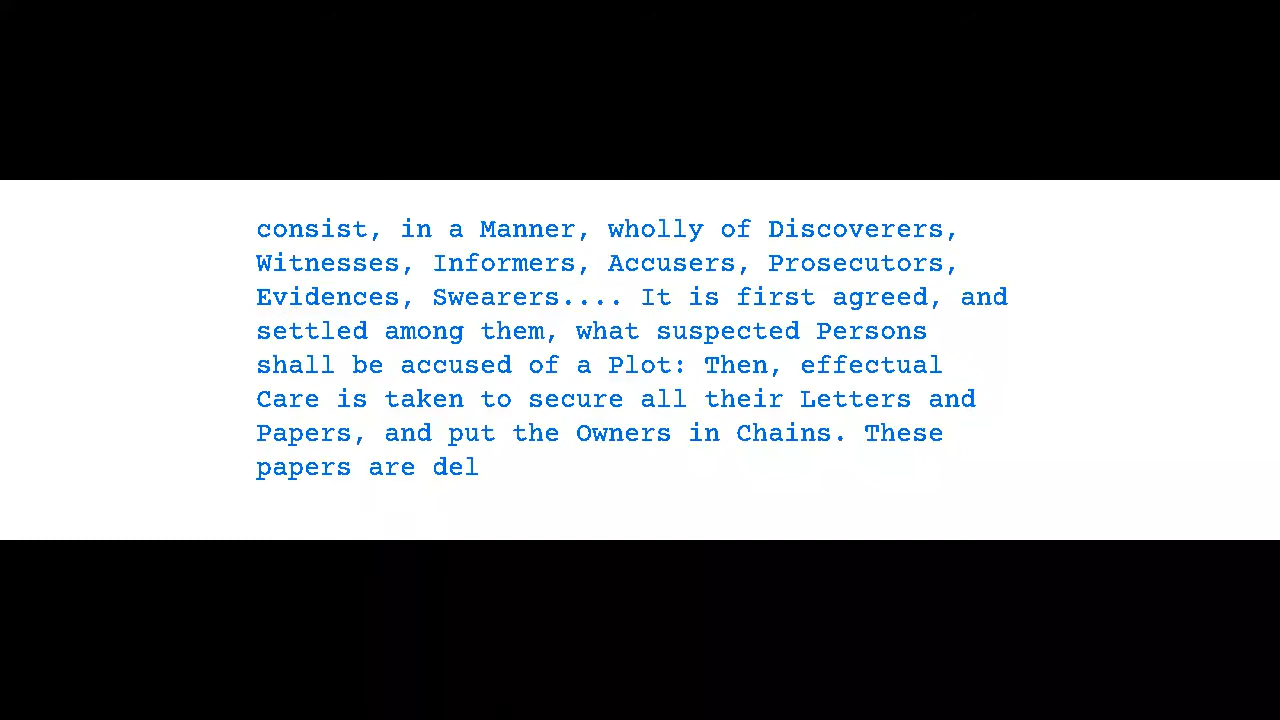 consist, in a Manner, wholly of Discoverers,
Witnesses, Informers, Accusers, Prosecutors,
Evidences, Swearers.... It is first agreed, and
settled among them, what suspected Persons
shall be accused of a Plot: Then, effectual
Care is taken to secure all their Letters and
Papers, and put the Owners in Chains. These
papers are del